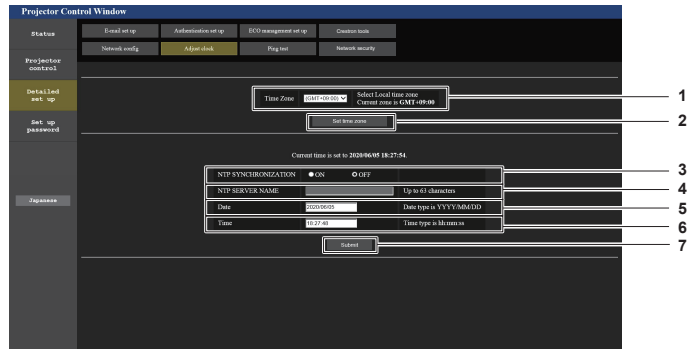 Projector Control Window
Status
E-mail set up
Authentication set up
ECO management set up
Crestron tools
Network config
Adjust clock
Ping test
Network security
Projector
control
Detailed
set up
Set up
password
Japanese
Time Zone
(GMT+09:00)
Select Local time zone
Current zone is GMT+09:00
1
Set time zone
2
Current time is set to 2020/06/05 18:27:54.
NTP SYNCHRONIZATION
ON
OFF
3
NTP SERVER NAME
Up to 63 characters
4
Date
2020/06/05
Date type is YYYY/MM/DD
5
Time
18:27:48
Time type is hh:mm:ss
6
Submit
7